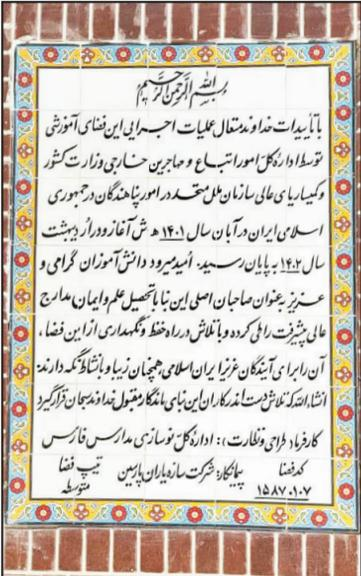 بسم الله الرحمن الرحیم
با تأییدات خداوند متعال عملیات اجرایی این فضای آموزشی
توسط اداره کل امور اتباع و مهاجرین خارجی وزارت کشور
و کمیساریای عالی سازمان ملل متحد در امور پناهندگان در جمهوری
اسلامی ایران در آبان سال ۱۴۰۱ ه ش آغاز و در اردیبهشت
سال ۱۴۰۲ به پایان رسید. امید میرود دانش آموزان گرامی و
عزیز به عنوان صاحبان اصلی این بنا با تحصیل علم و ایمان مدارج
عالی پیشرفت را طی کرده و با تلاش در راه حفظ و نگهداری از این فضا،
آن را برای آیندگان عزیز ایران اسلامی همچنان زیبا و با نشاط نگه دارند.
انشاءالله که تلاش دست اندرکاران این بنای ماندگار مقبول خداوند سبحان قرار گیرد
کارفرما (طراحی و نظارت): اداره کل نوسازی مدارس فارس
کد فضا پیمانکار: شرکت سازه یاران پارسین تیپ فضا
۱۵۸۷۰۱۰۷ متوسطه